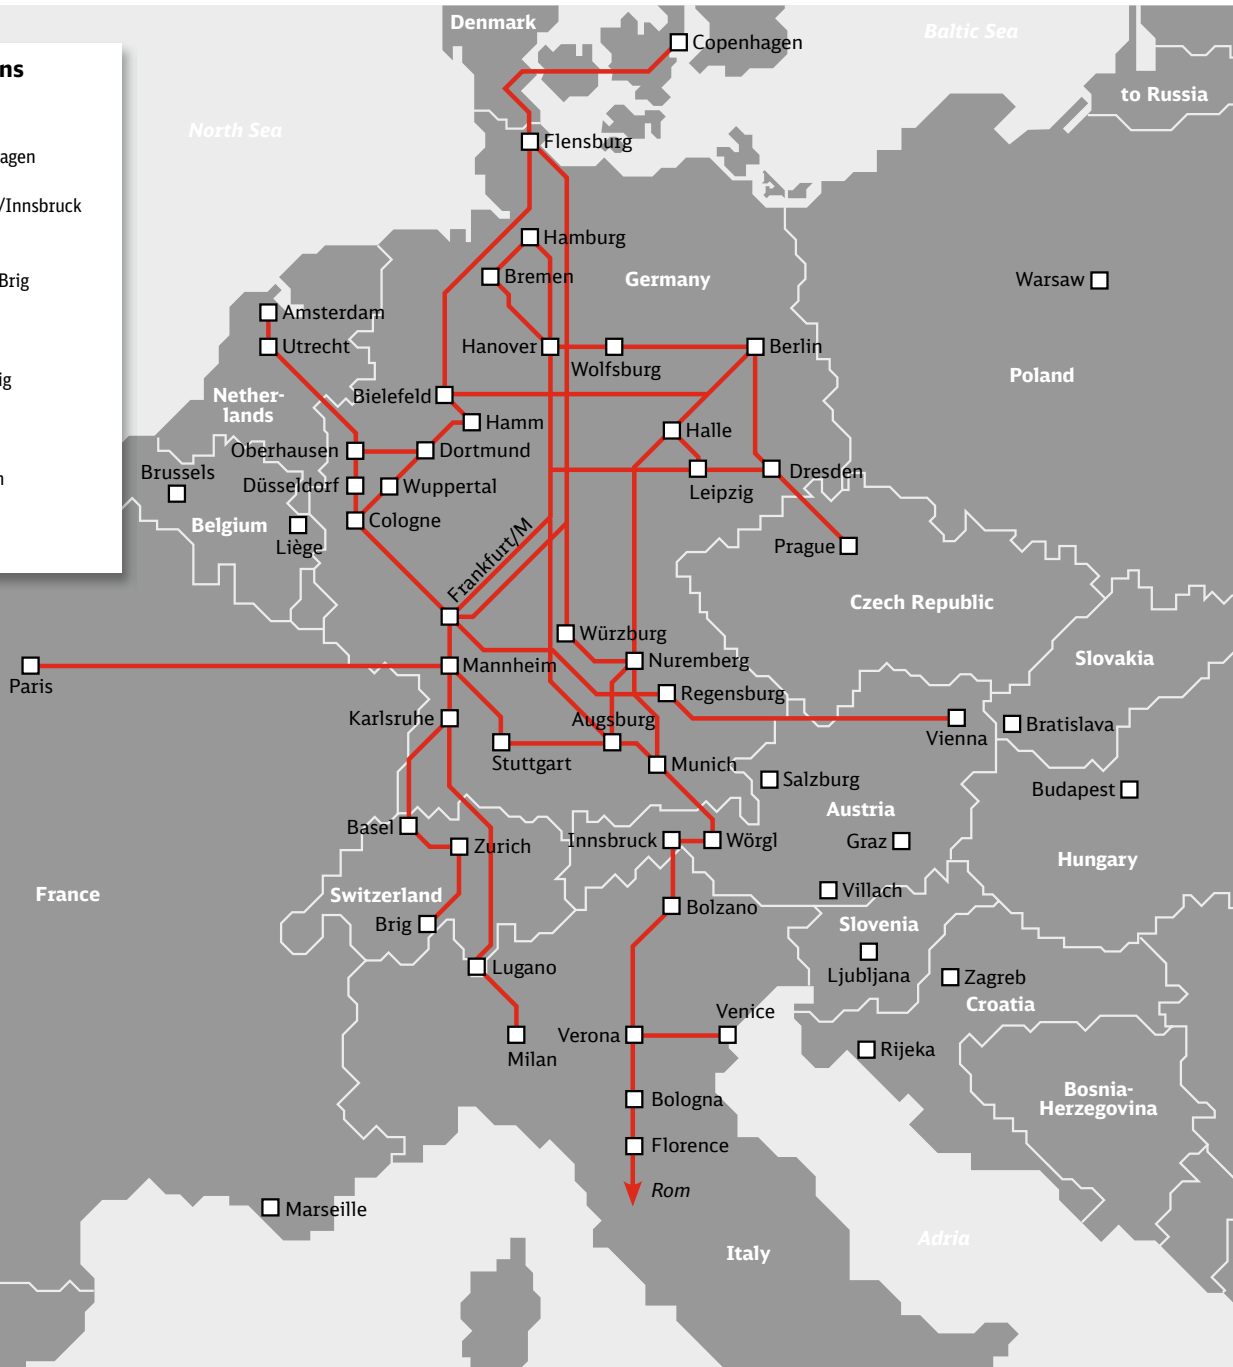 Denmark
Baltic Sea
Copenhagen
ns
to Russia
North Sea
Flensburg
agen
/Innsbruck
Hamburg
Bremen
Germany
Warsaw
Brig
Amsterdam
Utrecht
Hanover
Berlin
Wolfsburg
Poland
ig
Nether-
lands
Bielefeld
Hamm
Halle
Oberhausen
Dortmund
Brussels
Dresden
n
Düsseldorf
Wuppertal
Leipzig
Belgium
Cologne
Liège
Prague
Frankfurt/M
Czech Republic
Würzburg
Slovakia
Mannheim
Nuremberg
Paris
Regensburg
Karlsruhe
Augsburg
Vienna
Bratislava
Stuttgart
Munich
Salzburg
Budapest
Austria
Basel
Zurich
Innsbruck
Wörgl
Graz
Hungary
France
Switzerland
Villach
Bolzano
Brig
Slovenia
Lugano
Ljubljana
Zagreb
Croatia
Venice
Verona
Milan
Rijeka
Bosnia-
Herzegovina
Bologna
Florence
Rom
Marseille
Adria
Italy